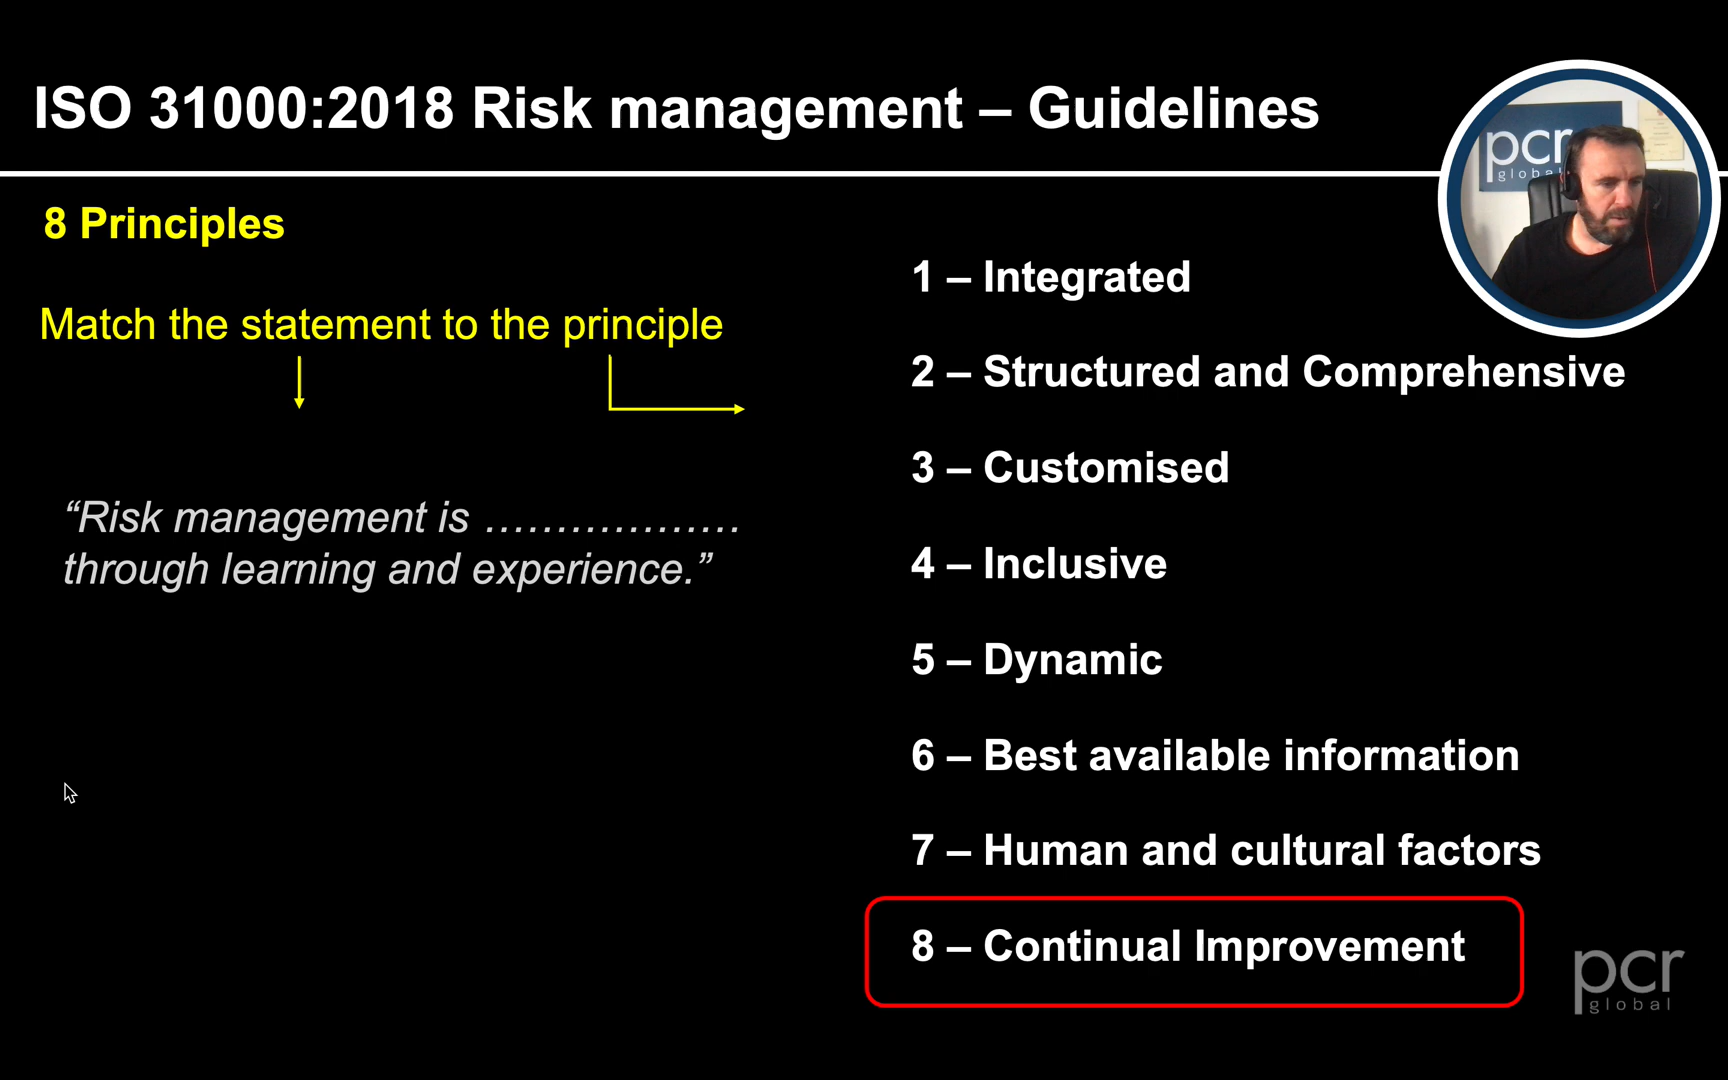 ISO 31000:2018 Risk management – Guidelines
pcr
global
8 Principles
Match the statement to the principle
“Risk management is ………………
through learning and experience.”
1 – Integrated
2 – Structured and Comprehensive
3 – Customised
4 – Inclusive
5 – Dynamic
6 – Best available information
7 – Human and cultural factors
8 – Continual Improvement
pcr
global